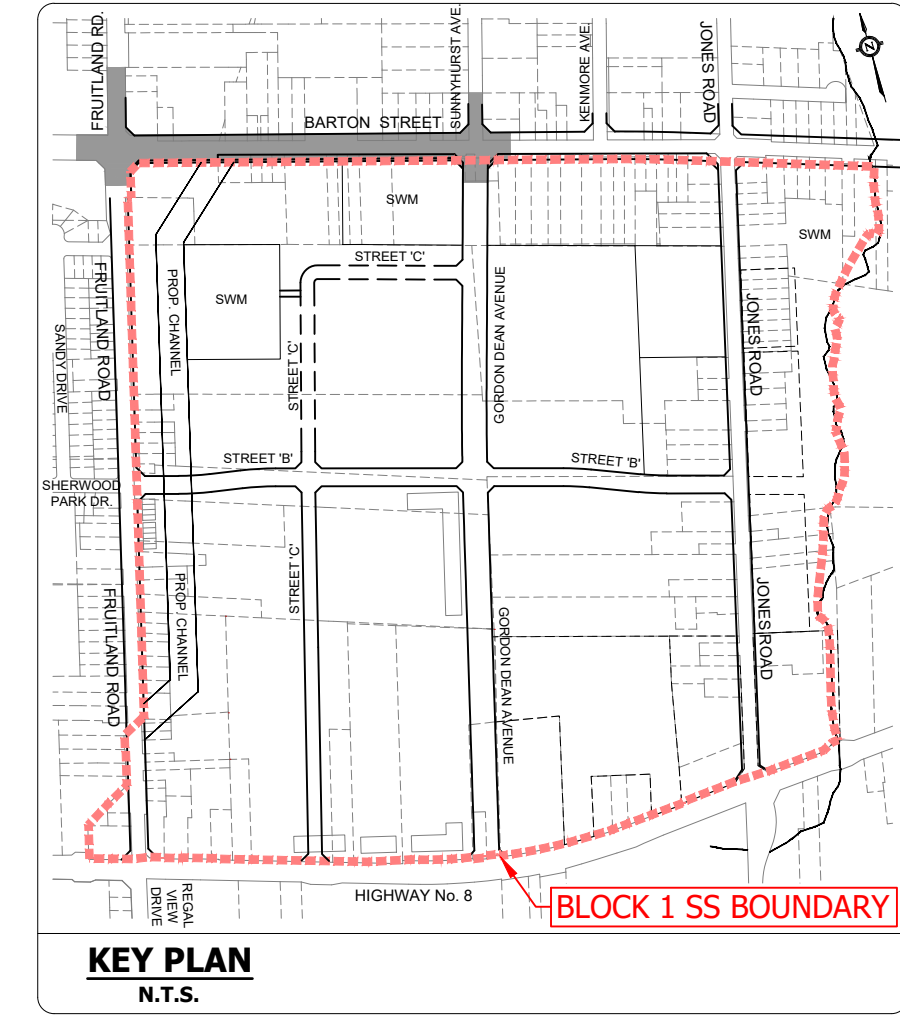 FRUITLAND RD.
SUNNYHURST AVE.
KENMORE AVE.
JONES ROAD
N
BARTON STREET
SWM
SWM
STREET 'C'
FRUITLAND ROAD
PROP. CHANNEL
SWM
GORDON DEAN AVENUE
JONES ROAD
SANDY DRIVE
STREET 'C'
STREET 'B'
STREET 'B'
SHERWOOD
PARK DR.
STREET 'C'
PROP. CHANNEL
FRUITLAND ROAD
GORDON DEAN AVENUE
JONES ROAD
REGAL
VIEW
DRIVE
HIGHWAY No. 8
BLOCK 1 SS BOUNDARY
KEY PLAN
N.T.S.